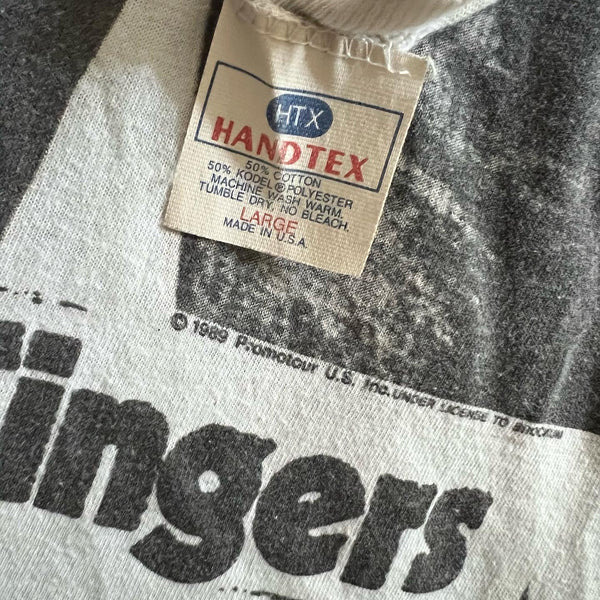 HTX
HANDTEX
50% COTTON
50% KODEL® POLYESTER
MACHINE WASH WARM.
TUMBLE DRY. NO BLEACH.
LARGE
MADE IN U.S.A.
© 1989 Promotour U.S. Inc. UNDER LICENSE TO BROCKUM
ingers